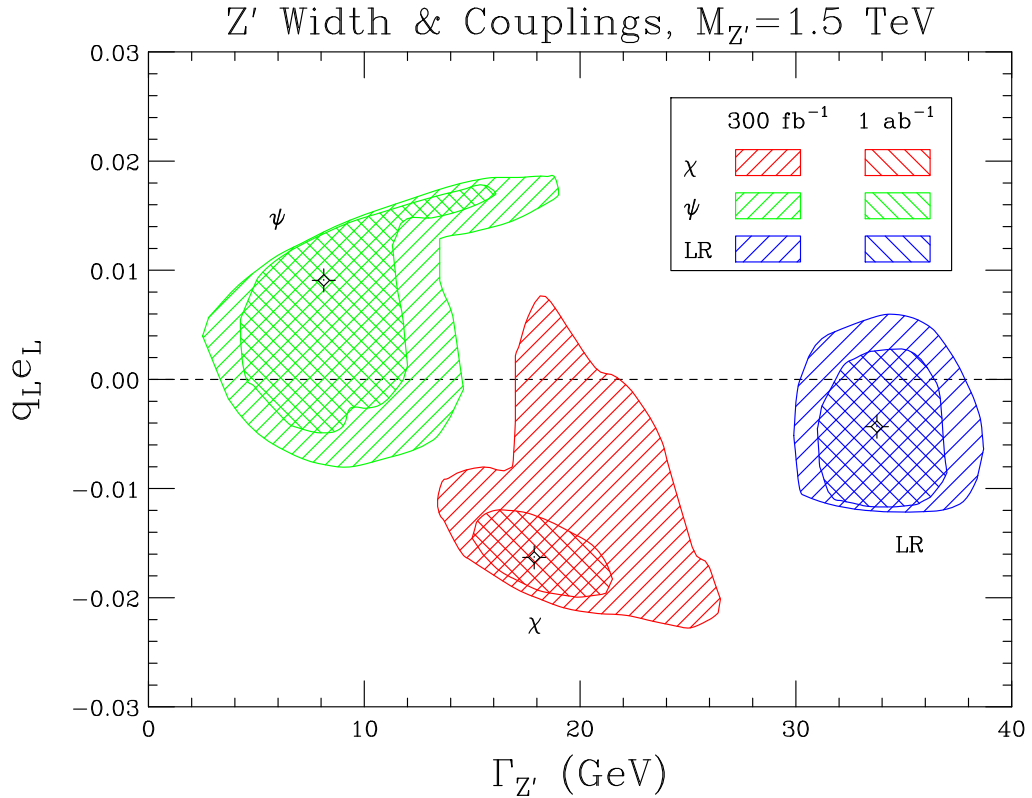 Z′ Width & Couplings, M_Z′=1.5 TeV
0.03
0.02
0.01
0.00
−0.01
−0.02
−0.03
q_L e_L
300 fb⁻¹ 1 ab⁻¹
χ
ψ
LR
ψ
χ
LR
0 10 20 30 40
Γ_Z′ (GeV)